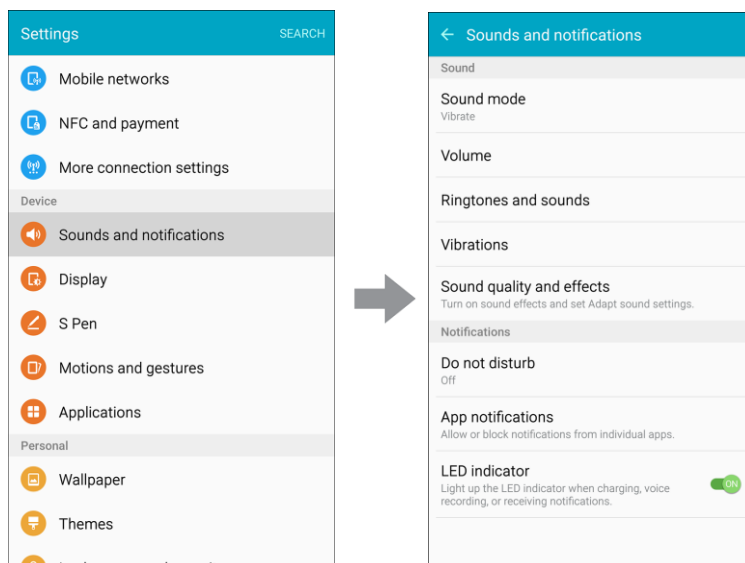 Settings SEARCH
Mobile networks
NFC and payment
More connection settings
Device
Sounds and notifications
Display
S Pen
Motions and gestures
Applications
Personal
Wallpaper
Themes
Sounds and notifications
Sound
Sound mode
Vibrate
Volume
Ringtones and sounds
Vibrations
Sound quality and effects
Turn on sound effects and set Adapt sound settings.
Notifications
Do not disturb
Off
App notifications
Allow or block notifications from individual apps.
LED indicator
Light up the LED indicator when charging, voice
recording, or receiving notifications.
ON